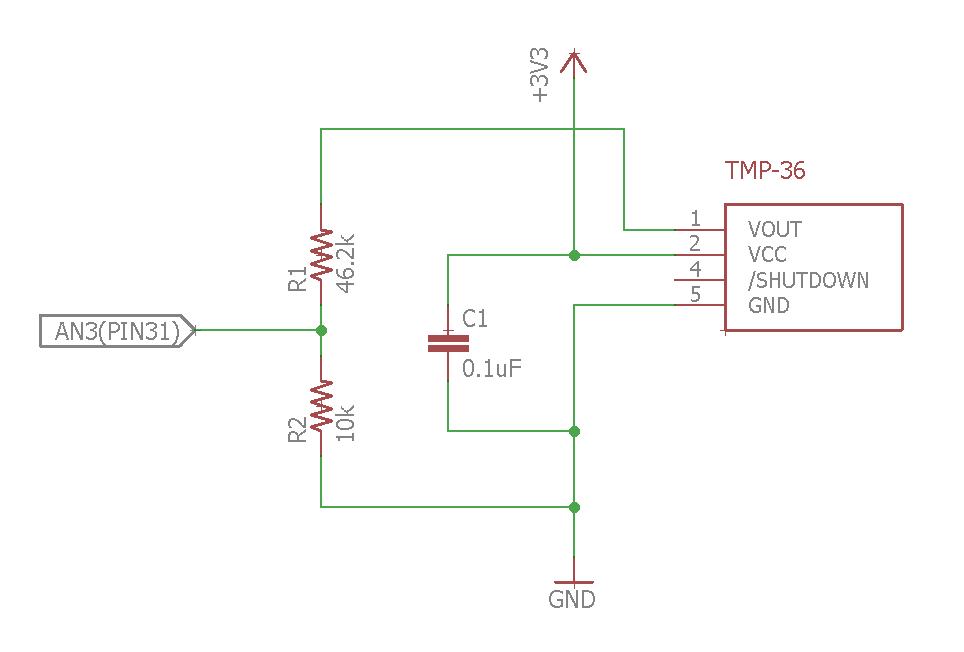 +3V3
TMP-36
1
VOUT
2
VCC
4
/SHUTDOWN
5
GND
R1
46.2k
AN3(PIN31)
C1
0.1uF
R2
10k
GND